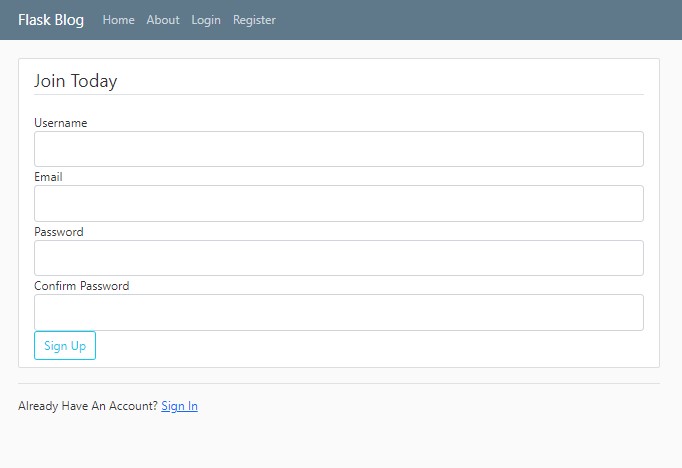 Flask Blog Home About Login Register
Join Today
Username
Email
Password
Confirm Password
Sign Up
Already Have An Account? Sign In